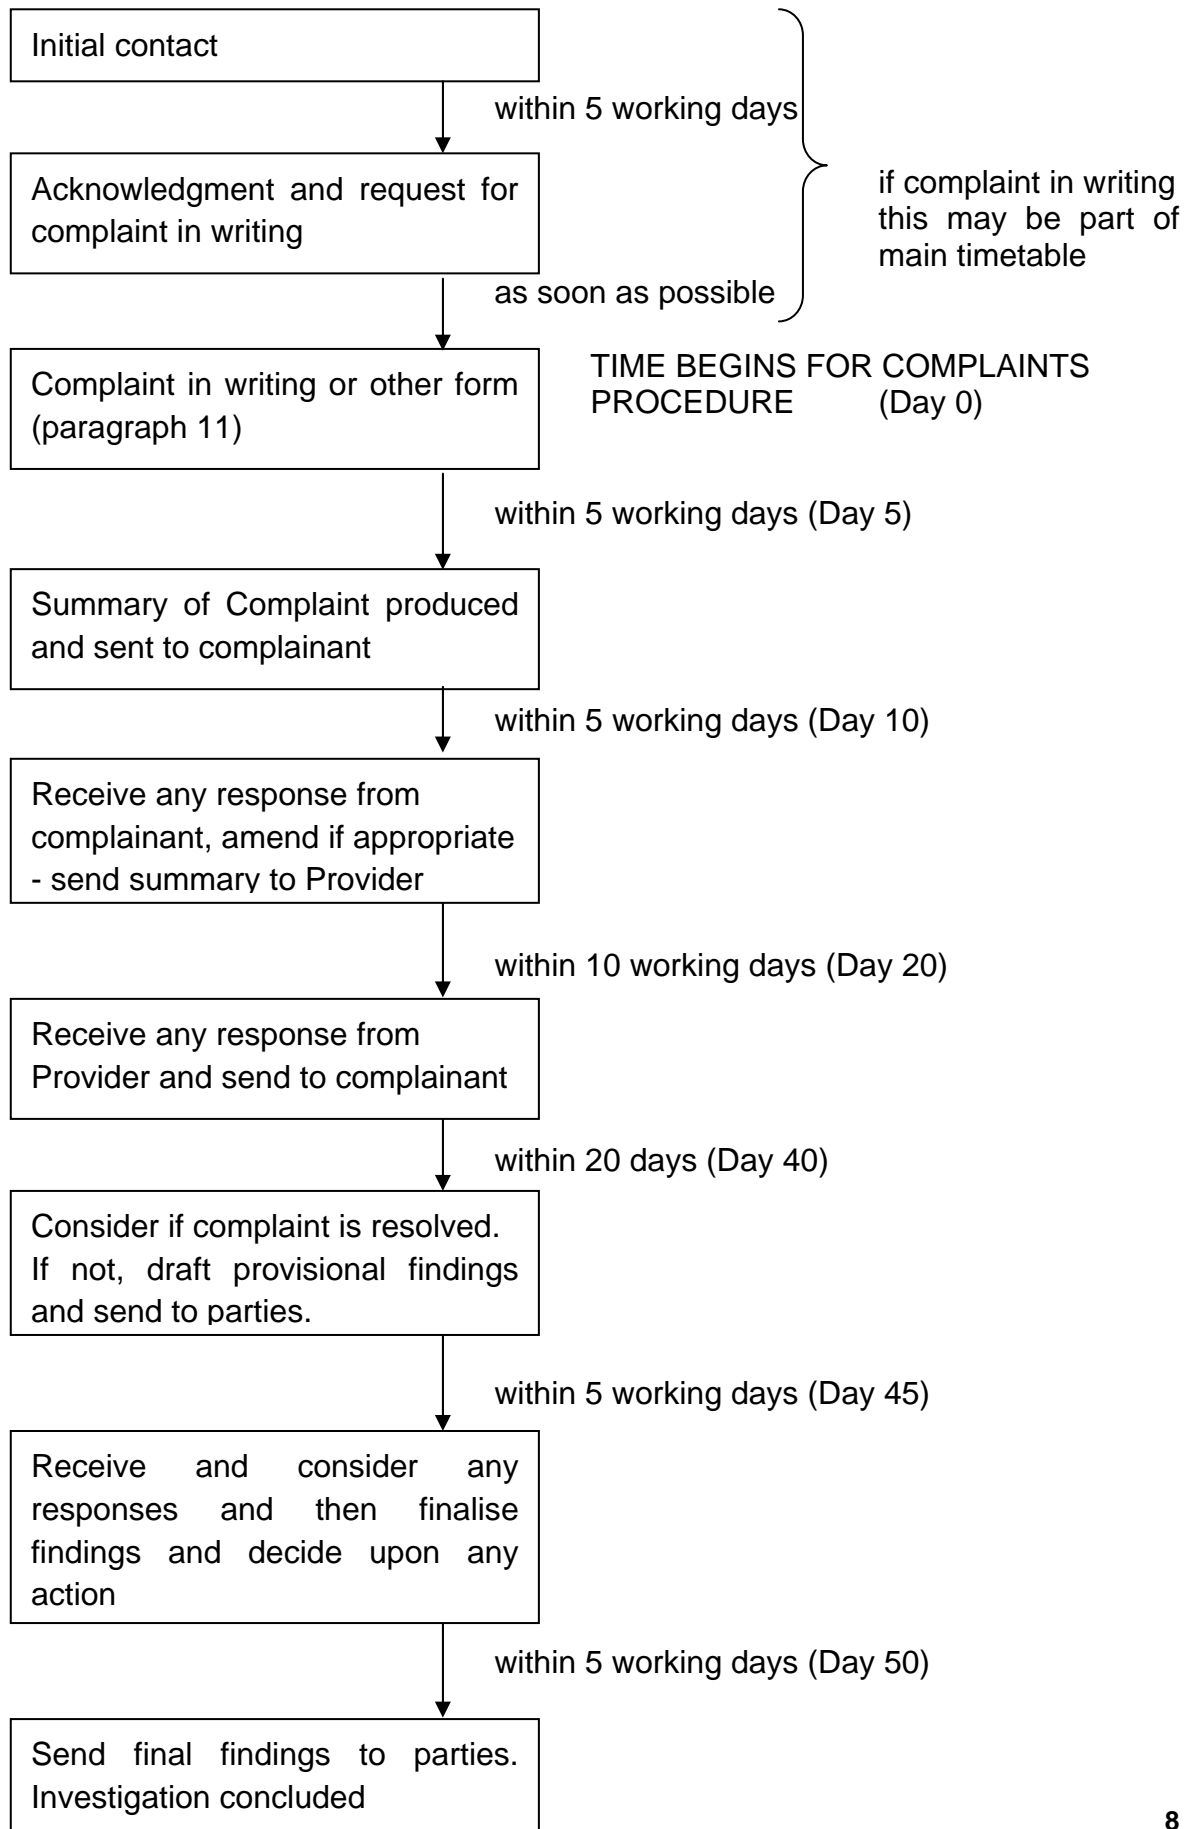 Initial contact
within 5 working days
Acknowledgment and request for
complaint in writing
if complaint in writing
this may be part of
main timetable
as soon as possible
Complaint in writing or other form
(paragraph 11)
TIME BEGINS FOR COMPLAINTS
PROCEDURE (Day 0)
within 5 working days (Day 5)
Summary of Complaint produced
and sent to complainant
within 5 working days (Day 10)
Receive any response from
complainant, amend if appropriate
- send summary to Provider
within 10 working days (Day 20)
Receive any response from
Provider and send to complainant
within 20 days (Day 40)
Consider if complaint is resolved.
If not, draft provisional findings
and send to parties.
within 5 working days (Day 45)
Receive and consider any
responses and then finalise
findings and decide upon any
action
within 5 working days (Day 50)
Send final findings to parties.
Investigation concluded
8